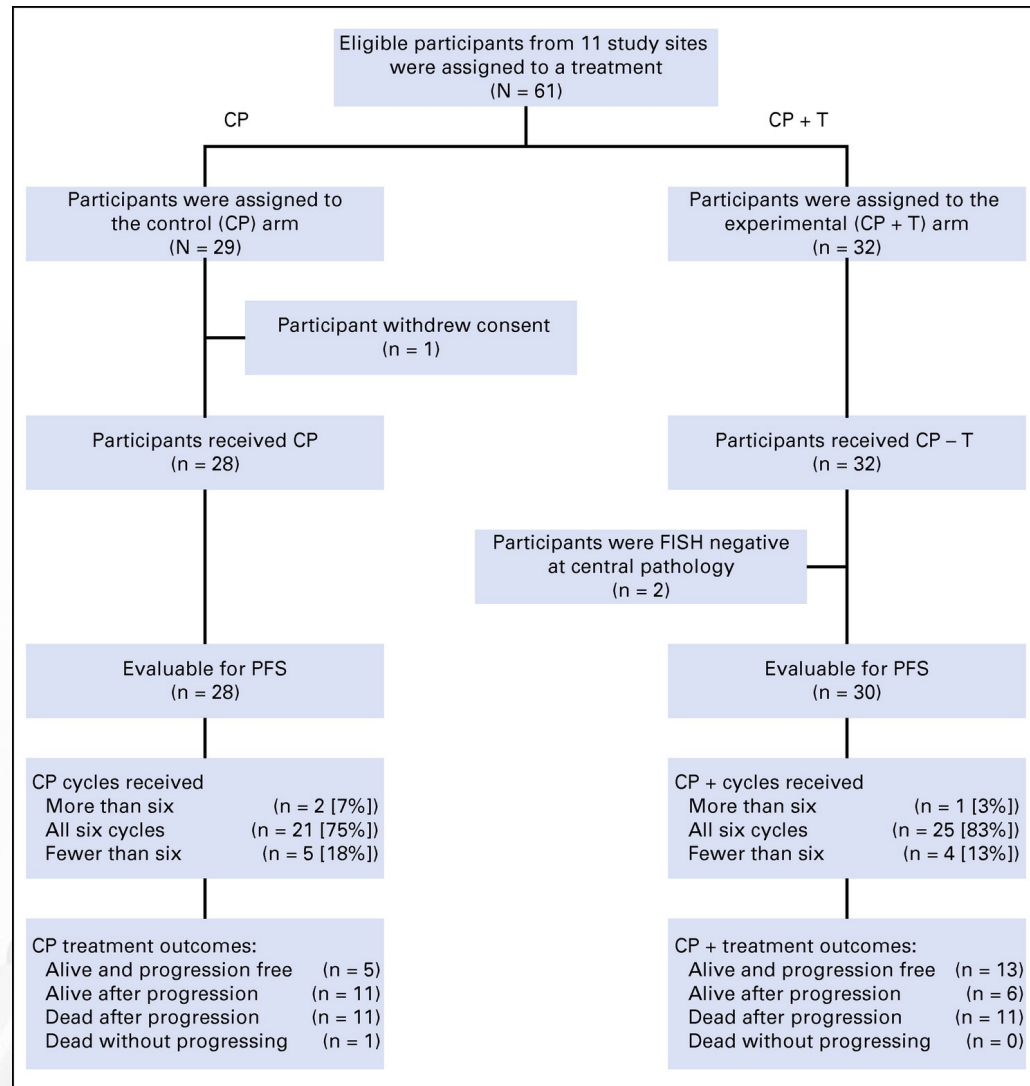 Eligible participants from 11 study sites
were assigned to a treatment
(N = 61)
CP
CP + T
Participants were assigned to
the control (CP) arm
(N = 29)
Participants were assigned to the
experimental (CP + T) arm
(n = 32)
Participant withdrew consent
(n = 1)
Participants received CP
(n = 28)
Participants received CP – T
(n = 32)
Participants were FISH negative
at central pathology
(n = 2)
Evaluable for PFS
(n = 28)
Evaluable for PFS
(n = 30)
CP cycles received
More than six (n = 2 [7%])
All six cycles (n = 21 [75%])
Fewer than six (n = 5 [18%])
CP + cycles received
More than six (n = 1 [3%])
All six cycles (n = 25 [83%])
Fewer than six (n = 4 [13%])
CP treatment outcomes:
Alive and progression free (n = 5)
Alive after progression (n = 11)
Dead after progression (n = 11)
Dead without progressing (n = 1)
CP + treatment outcomes:
Alive and progression free (n = 13)
Alive after progression (n = 6)
Dead after progression (n = 11)
Dead without progressing (n = 0)